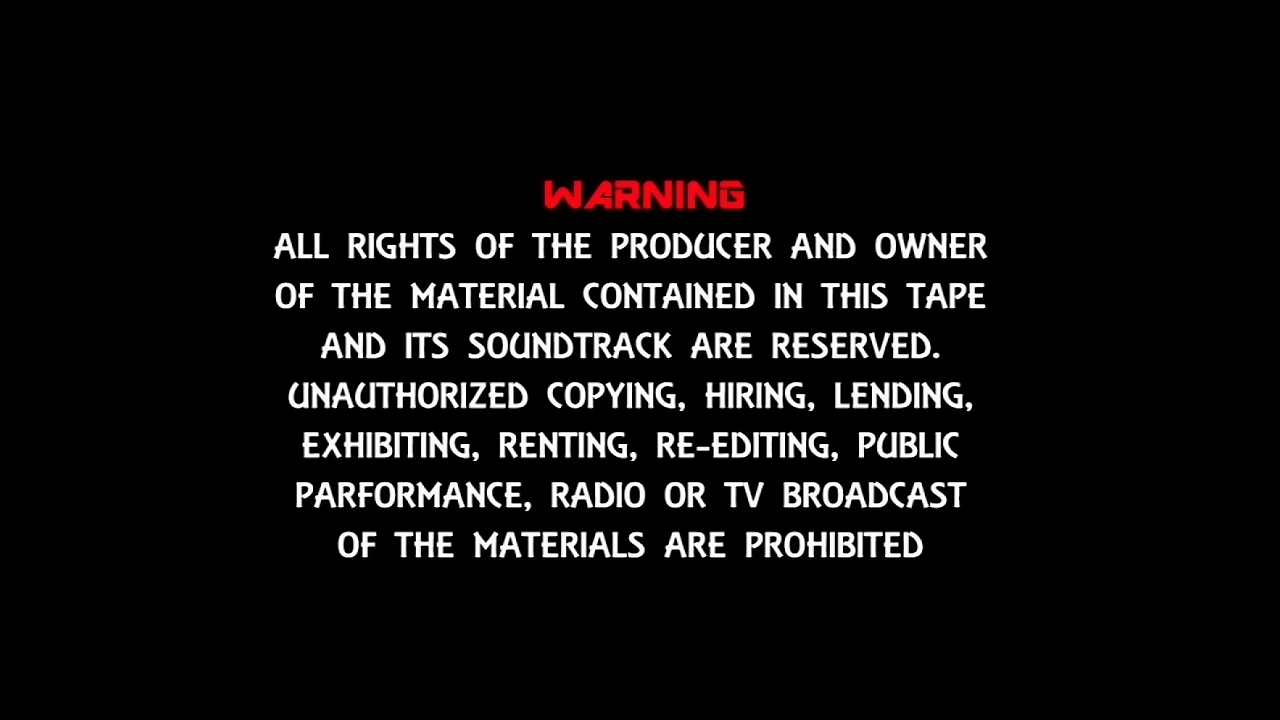 WARNING
ALL RIGHTS OF THE PRODUCER AND OWNER
OF THE MATERIAL CONTAINED IN THIS TAPE
AND ITS SOUNDTRACK ARE RESERVED.
UNAUTHORIZED COPYING, HIRING, LENDING,
EXHIBITING, RENTING, RE-EDITING, PUBLIC
PARFORMANCE, RADIO OR TV BROADCAST
OF THE MATERIALS ARE PROHIBITED